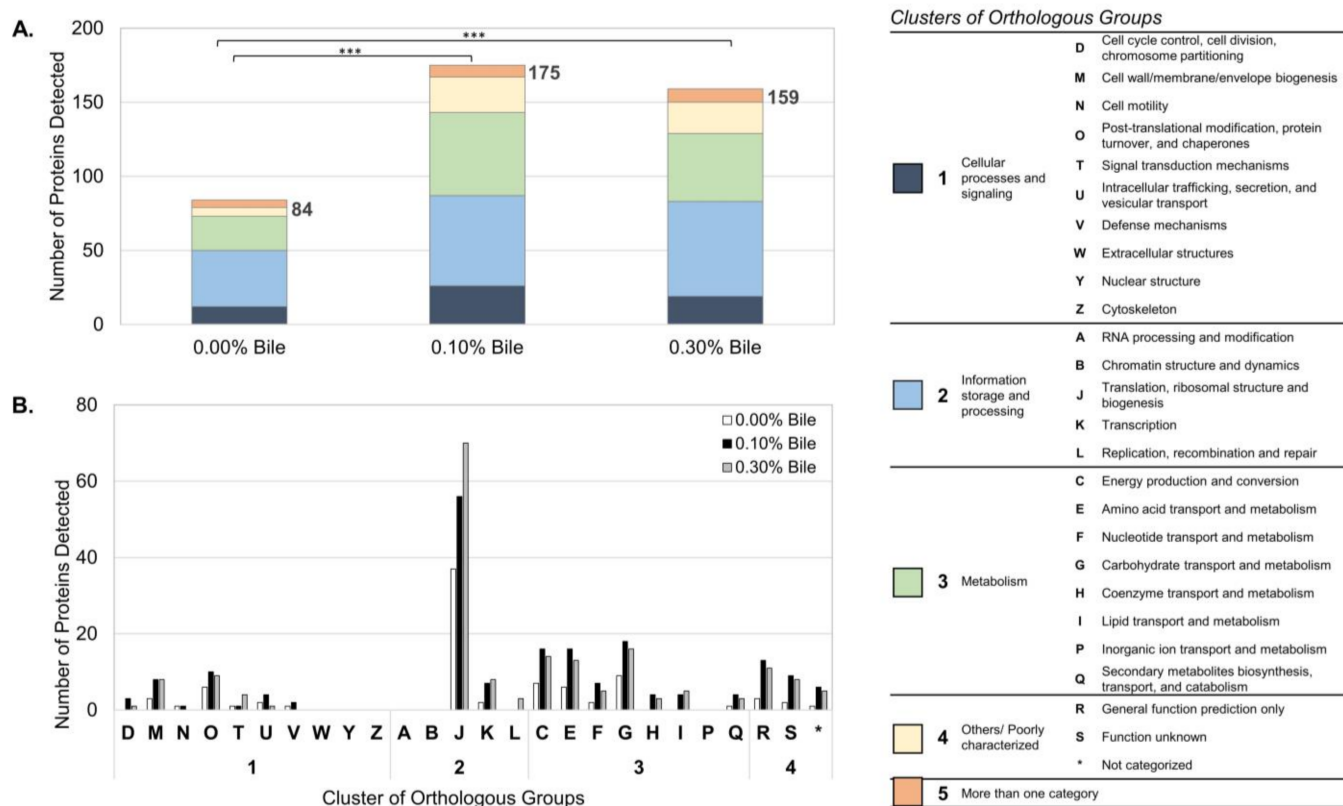 A.
Number of Proteins Detected
200
150
100
50
0
***
***
84
175
159
0.00% Bile
0.10% Bile
0.30% Bile
B.
Number of Proteins Detected
80
60
40
20
0
0.00% Bile
0.10% Bile
0.30% Bile
D M N O T U V W Y Z A B J K L C E F G H I P Q R S *
1 2 3 4
Cluster of Orthologous Groups
Clusters of Orthologous Groups
1 Cellular
processes and
signaling
D Cell cycle control, cell division,
chromosome partitioning
M Cell wall/membrane/envelope biogenesis
N Cell motility
O Post-translational modification, protein
turnover, and chaperones
T Signal transduction mechanisms
U Intracellular trafficking, secretion, and
vesicular transport
V Defense mechanisms
W Extracellular structures
Y Nuclear structure
Z Cytoskeleton
2 Information
storage and
processing
A RNA processing and modification
B Chromatin structure and dynamics
J Translation, ribosomal structure and
biogenesis
K Transcription
L Replication, recombination and repair
3 Metabolism
C Energy production and conversion
E Amino acid transport and metabolism
F Nucleotide transport and metabolism
G Carbohydrate transport and metabolism
H Coenzyme transport and metabolism
I Lipid transport and metabolism
P Inorganic ion transport and metabolism
Q Secondary metabolites biosynthesis,
transport, and catabolism
4 Others/ Poorly
characterized
R General function prediction only
S Function unknown
* Not categorized
5 More than one category